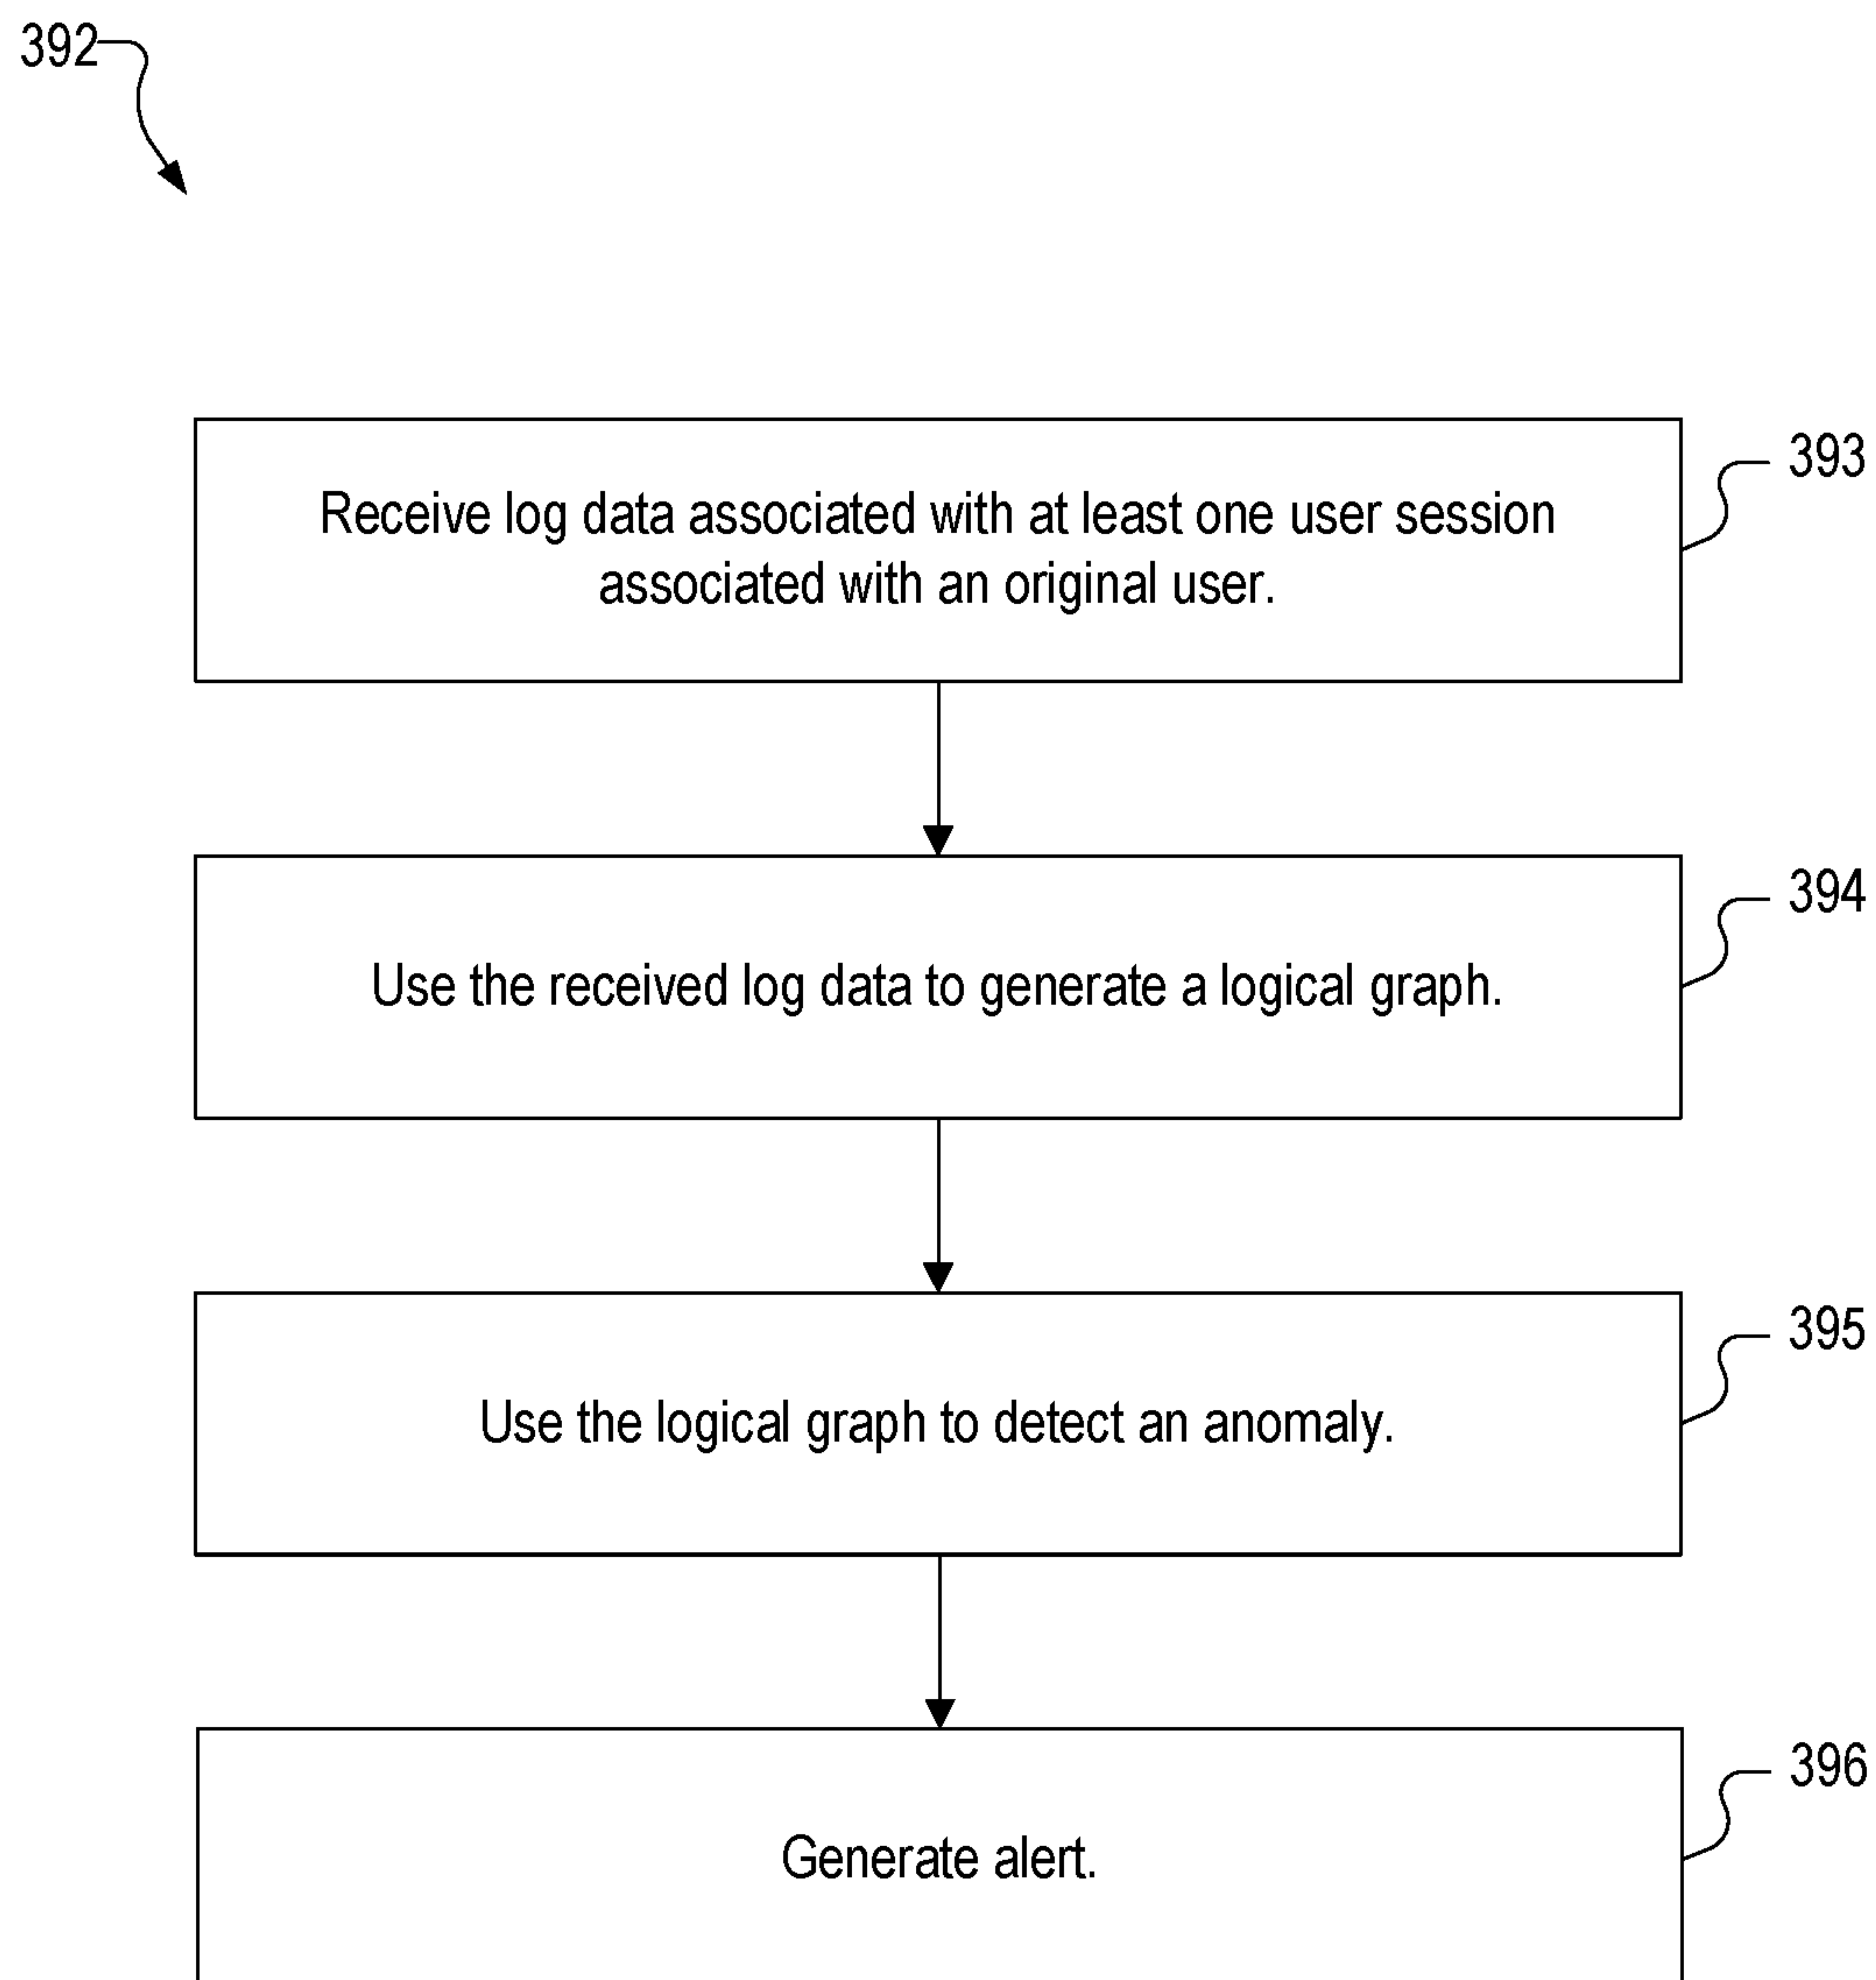 392
393
Receive log data associated with at least one user session
associated with an original user.
394
Use the received log data to generate a logical graph.
395
Use the logical graph to detect an anomaly.
396
Generate alert.